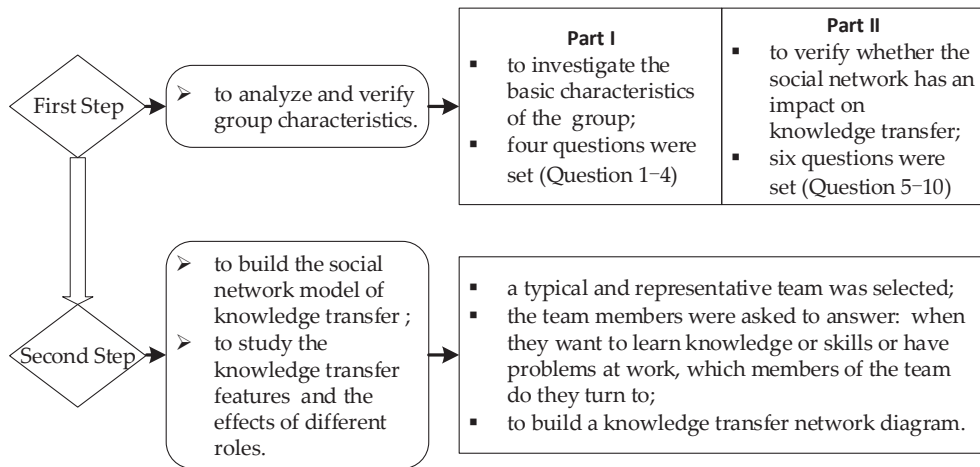 First Step
➢ to analyze and verify
group characteristics.
Part I
▪ to investigate the
basic characteristics
of the group;
▪ four questions were
set (Question 1−4)
Part II
▪ to verify whether the
social network has an
impact on
knowledge transfer;
▪ six questions were
set (Question 5−10)
Second Step
➢ to build the social
network model of
knowledge transfer ;
➢ to study the
knowledge transfer
features and the
effects of different
roles.
▪ a typical and representative team was selected;
▪ the team members were asked to answer: when
they want to learn knowledge or skills or have
problems at work, which members of the team
do they turn to;
▪ to build a knowledge transfer network diagram.